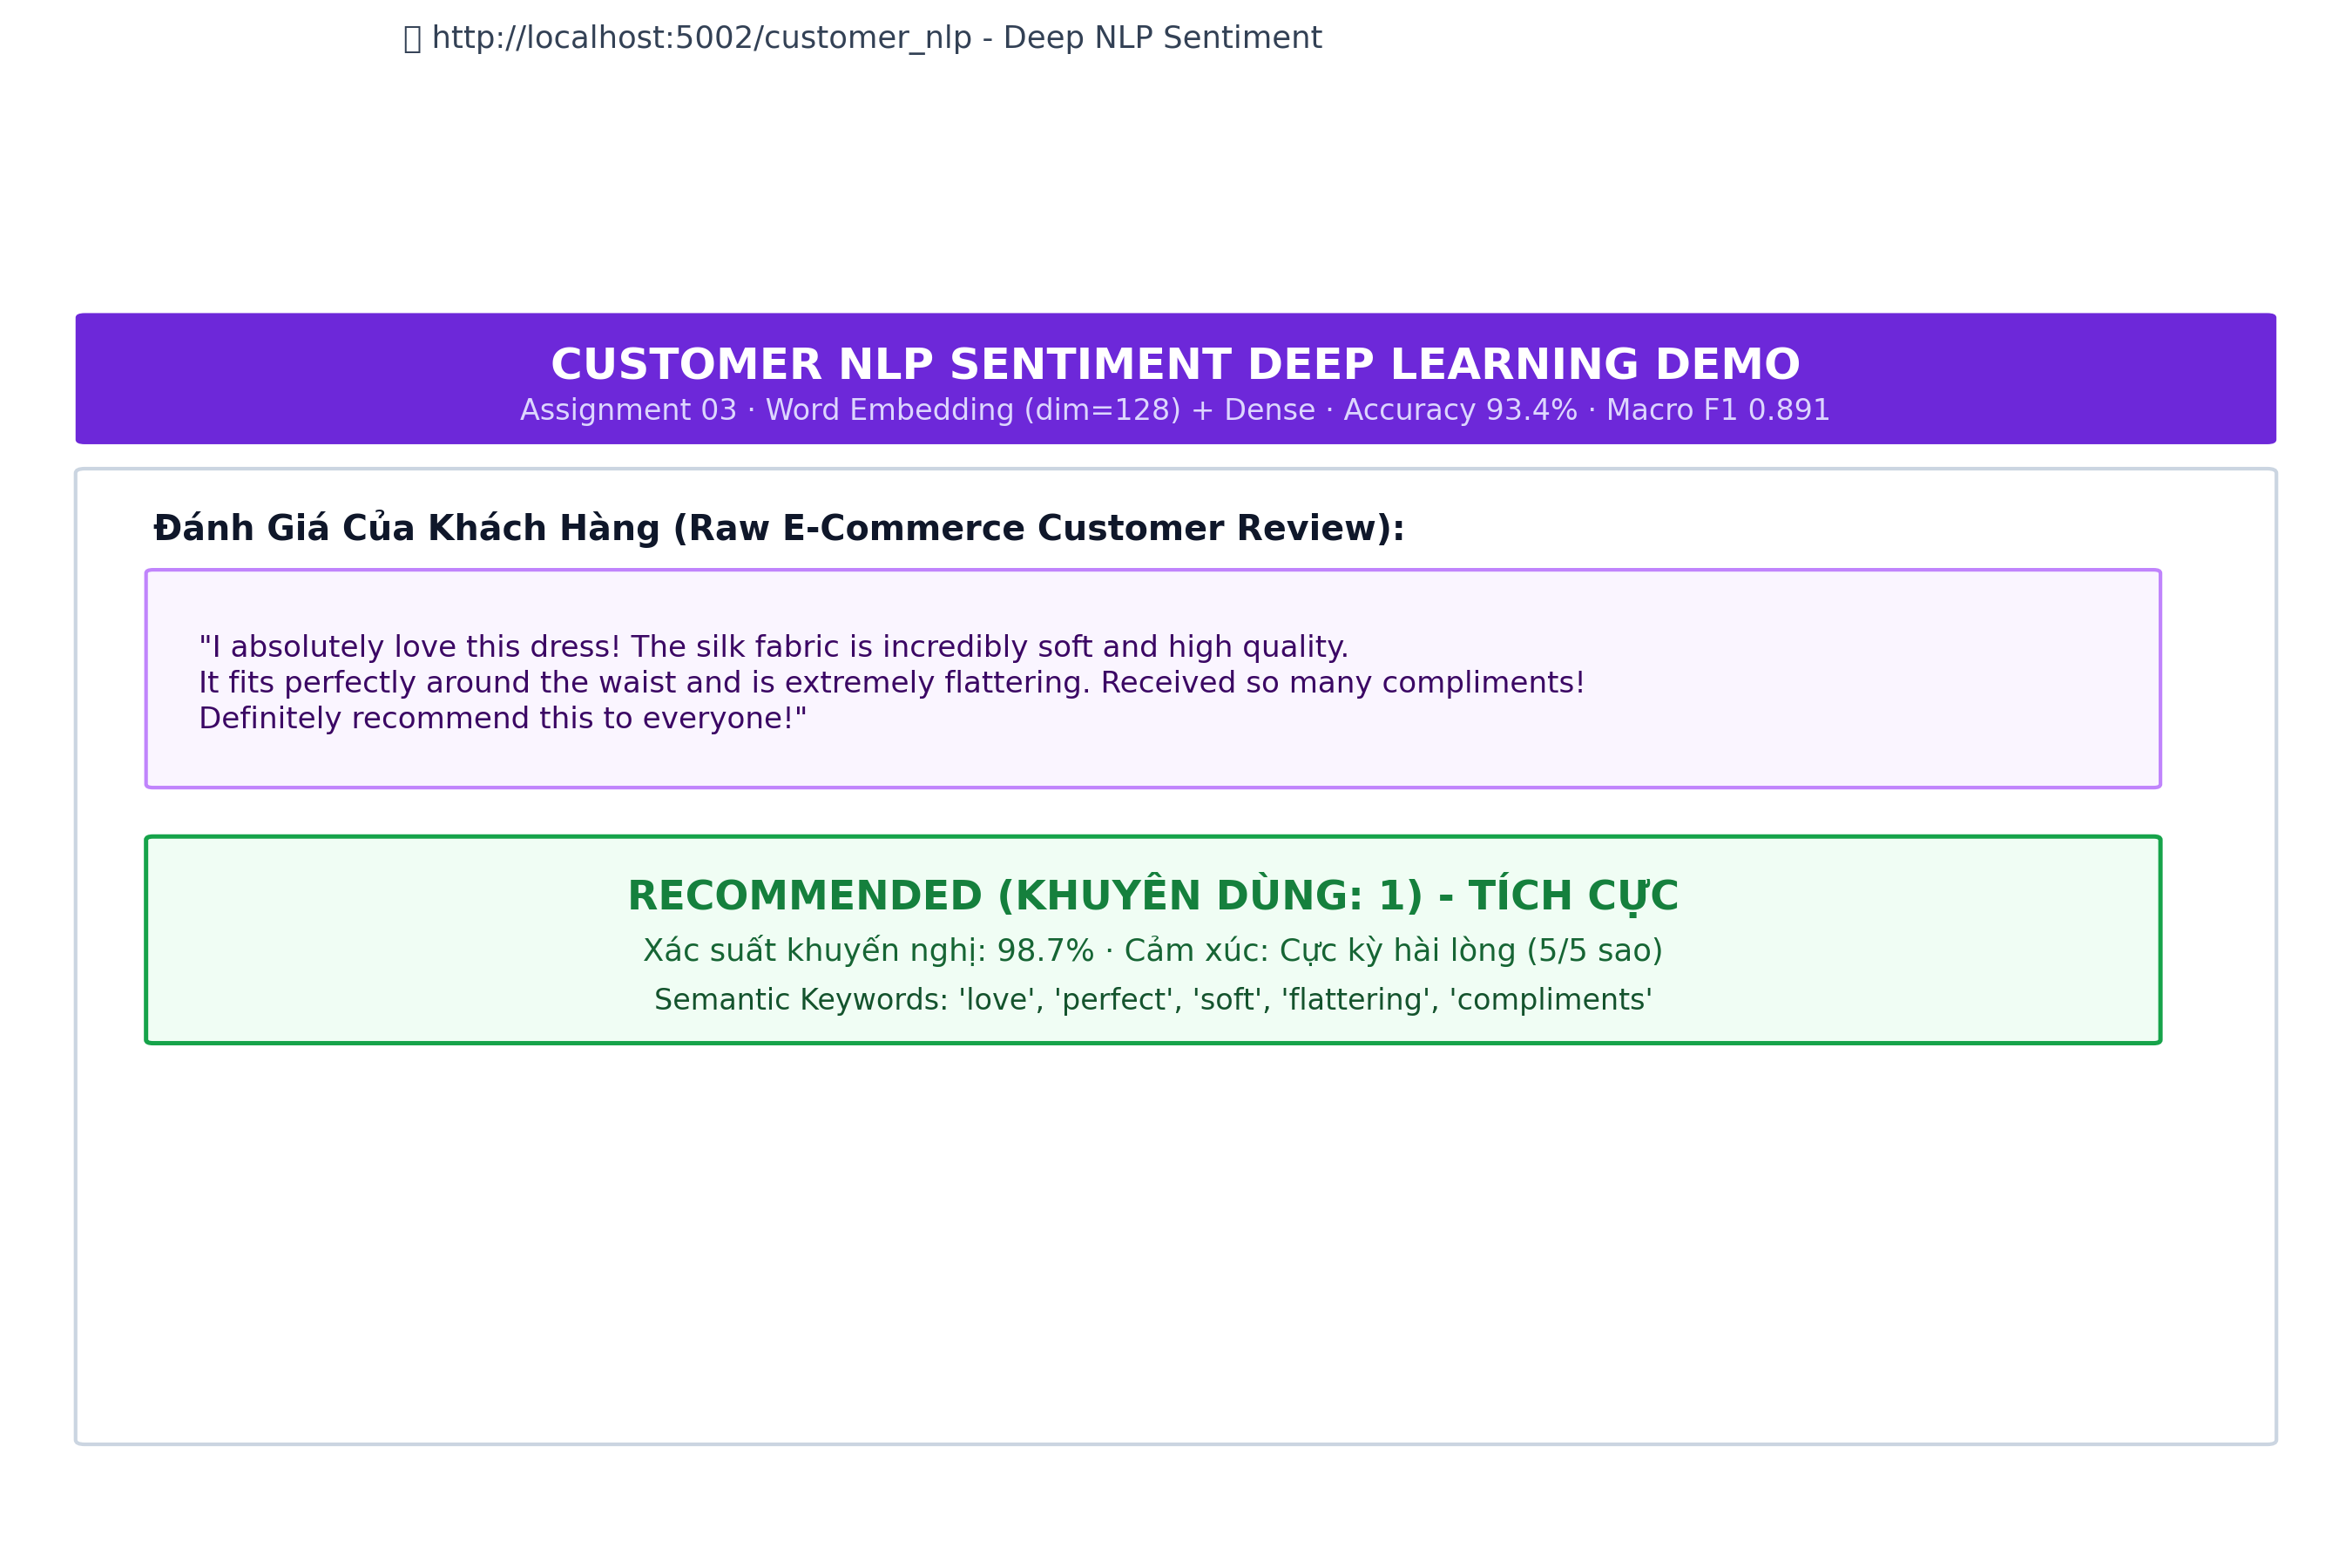 http://localhost:5002/customer_nlp - Deep NLP Sentiment
CUSTOMER NLP SENTIMENT DEEP LEARNING DEMO
Assignment 03 · Word Embedding (dim=128) + Dense · Accuracy 93.4% · Macro F1 0.891
Đánh Giá Của Khách Hàng (Raw E-Commerce Customer Review):
"I absolutely love this dress! The silk fabric is incredibly soft and high quality.
It fits perfectly around the waist and is extremely flattering. Received so many compliments!
Definitely recommend this to everyone!"
RECOMMENDED (KHUYÊN DÙNG: 1) - TÍCH CỰC
Xác suất khuyến nghị: 98.7% · Cảm xúc: Cực kỳ hài lòng (5/5 sao)
Semantic Keywords: 'love', 'perfect', 'soft', 'flattering', 'compliments'